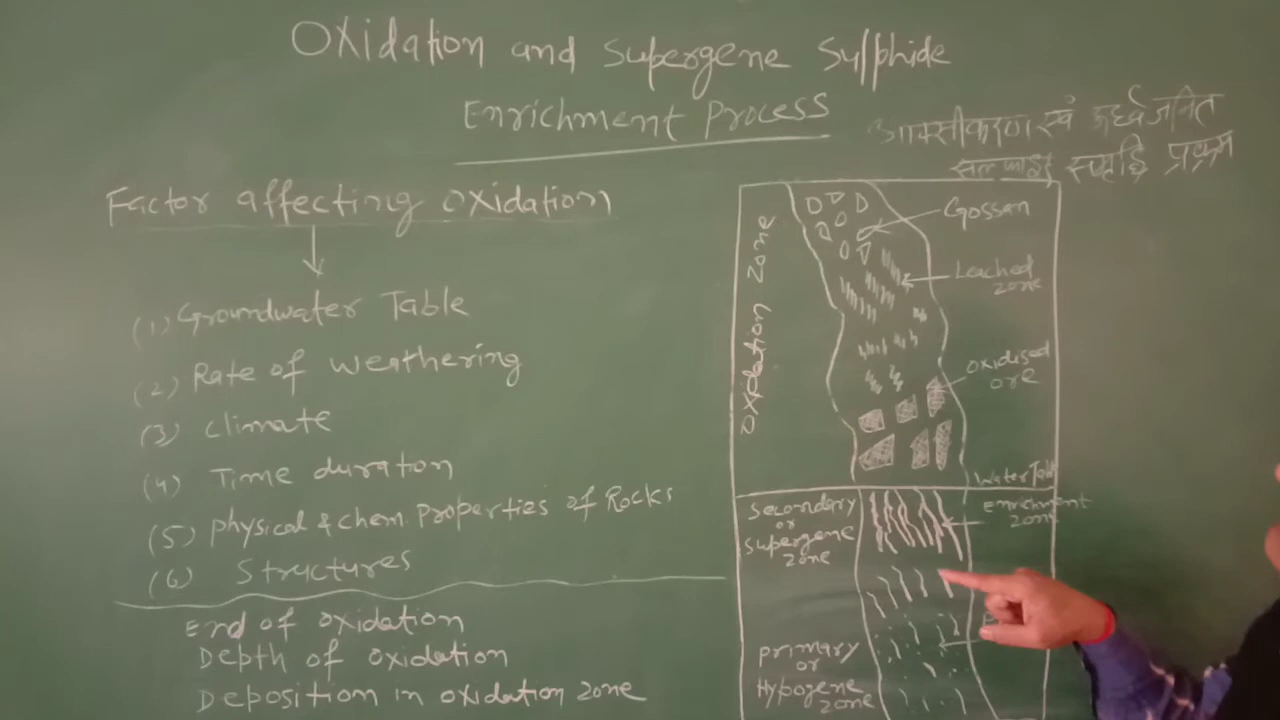 Oxidation and Supergene Sulphide
Enrichment Process
आक्सीकरण एवं उर्ध्वजनित
सल्फाइड समृद्धि प्रक्रम
Factor affecting oxidation
(1) Groundwater Table
(2) Rate of weathering
(3) climate
(4) Time duration
(5) physical & chem. properties of Rocks
(6) Structures
End of oxidation
Depth of oxidation
Deposition in oxidation zone
Oxidation Zone
Gossan
Leached
zone
oxidised
ore
Water Table
Secondary
or
Supergene
zone
Enrichment
zone
primary
or
Hypogene
zone